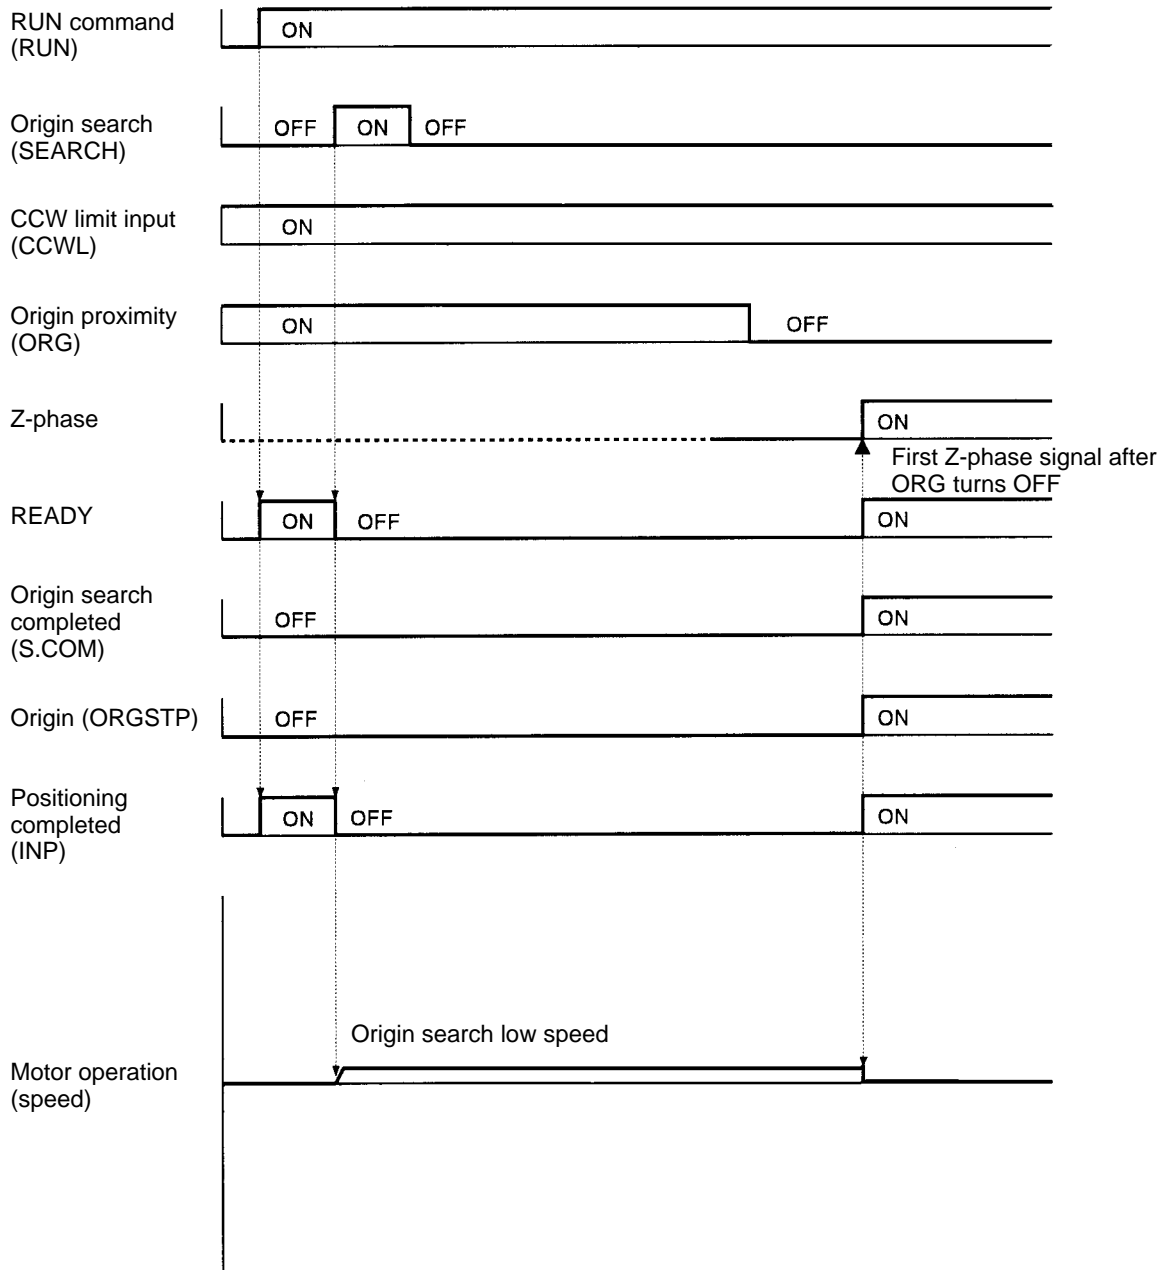 RUN command
(RUN)
ON
Origin search
(SEARCH)
OFF
ON
OFF
CCW limit input
(CCWL)
ON
Origin proximity
(ORG)
ON
OFF
Z-phase
ON
First Z-phase signal after
ORG turns OFF
READY
ON
OFF
ON
Origin search
completed
(S.COM)
OFF
ON
Origin (ORGSTP)
OFF
ON
Positioning
completed
(INP)
ON
OFF
ON
Origin search low speed
Motor operation
(speed)